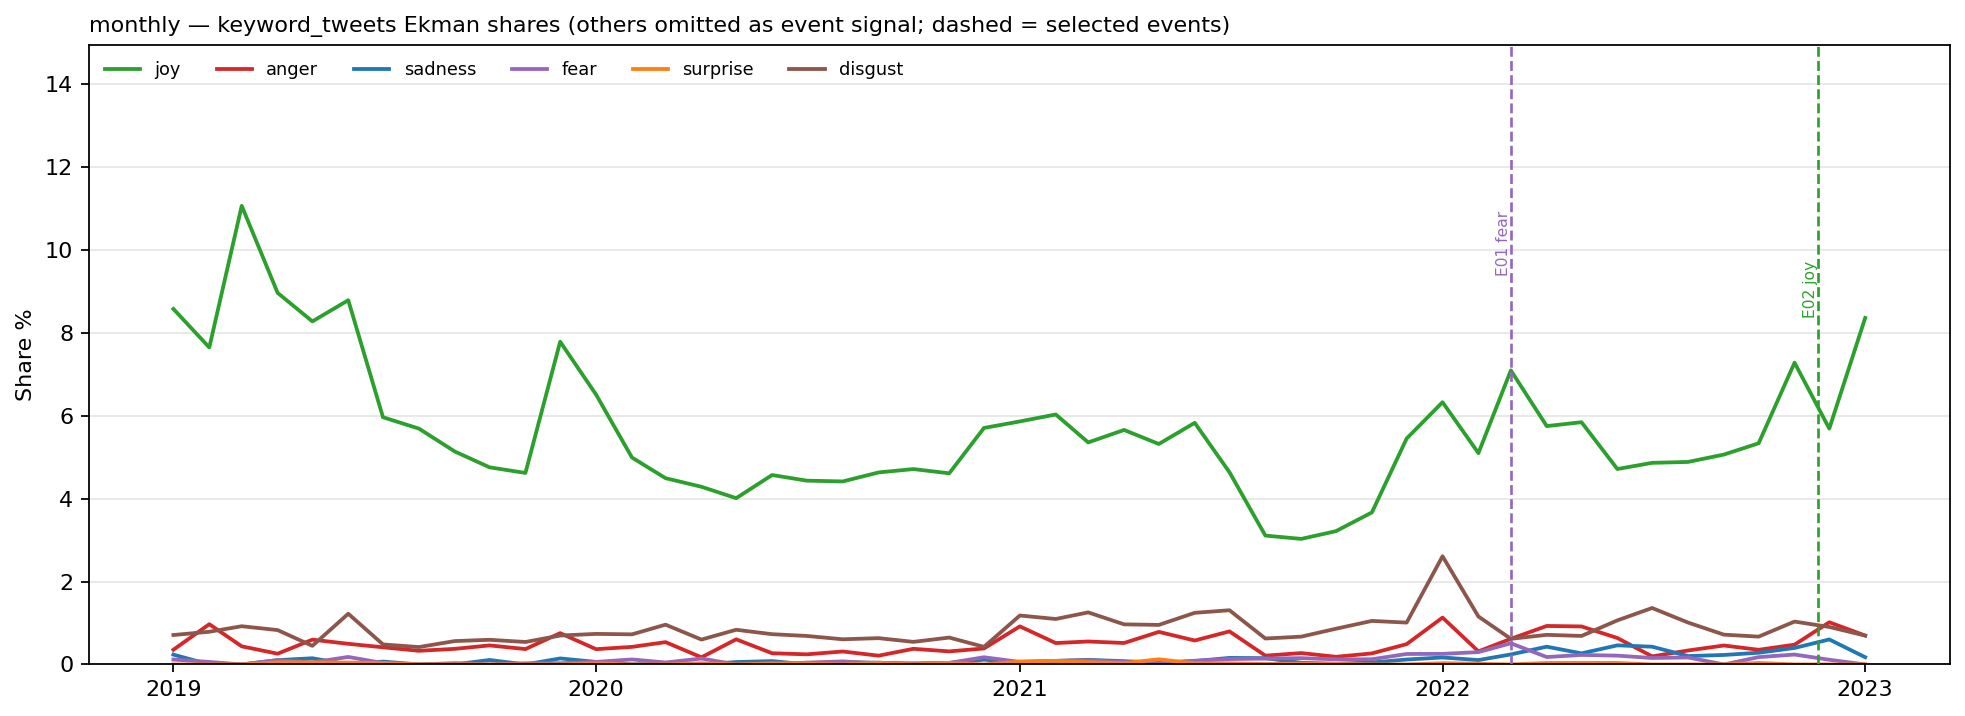 monthly — keyword_tweets Ekman shares (others omitted as event signal; dashed = selected events)
joy anger sadness fear surprise disgust
Share %
14
12
10
8
6
4
2
0
E01 fear
E02 joy
2019 2020 2021 2022 2023